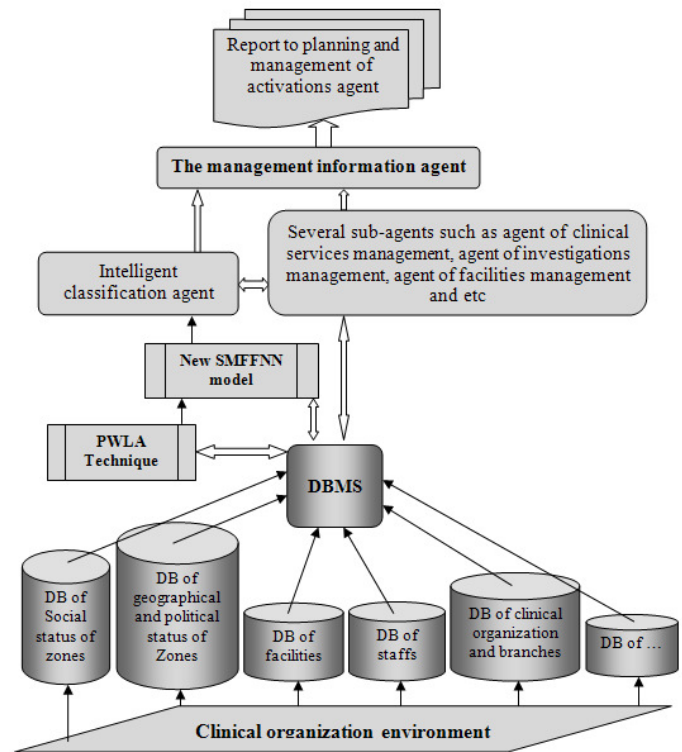 Report to planning and
management of
activations agent
The management information agent
Several sub-agents such as agent of clinical
services management, agent of investigations
management, agent of facilities management
and etc
Intelligent
classification agent
New SMFFNN
model
PWLA
Technique
DBMS
DB of
Social
status of
zones
DB of
geographical
and political
status of
Zones
DB of
facilities
DB of
staffs
DB of clinical
organization
and branches
DB of ...
Clinical organization environment